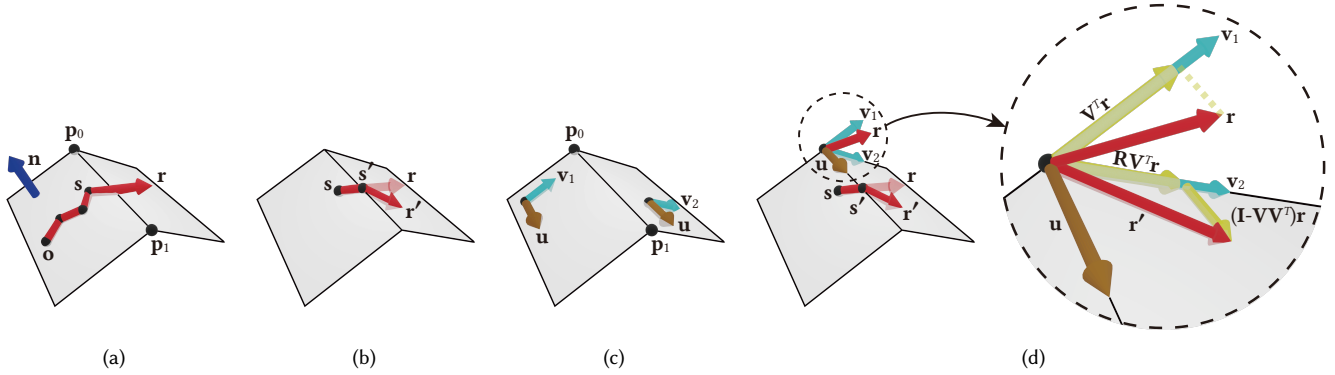 p₀
n
s
r
o
p₁
(a)
s
s′
r
r′
(b)
p₀
v₁
u
v₂
u
p₁
(c)
v₁
r
v₂
u
s
s′
r
r′
v₁
Vᵀr
r
RVᵀr
v₂
(I-VVᵀ)r
r′
u
(d)